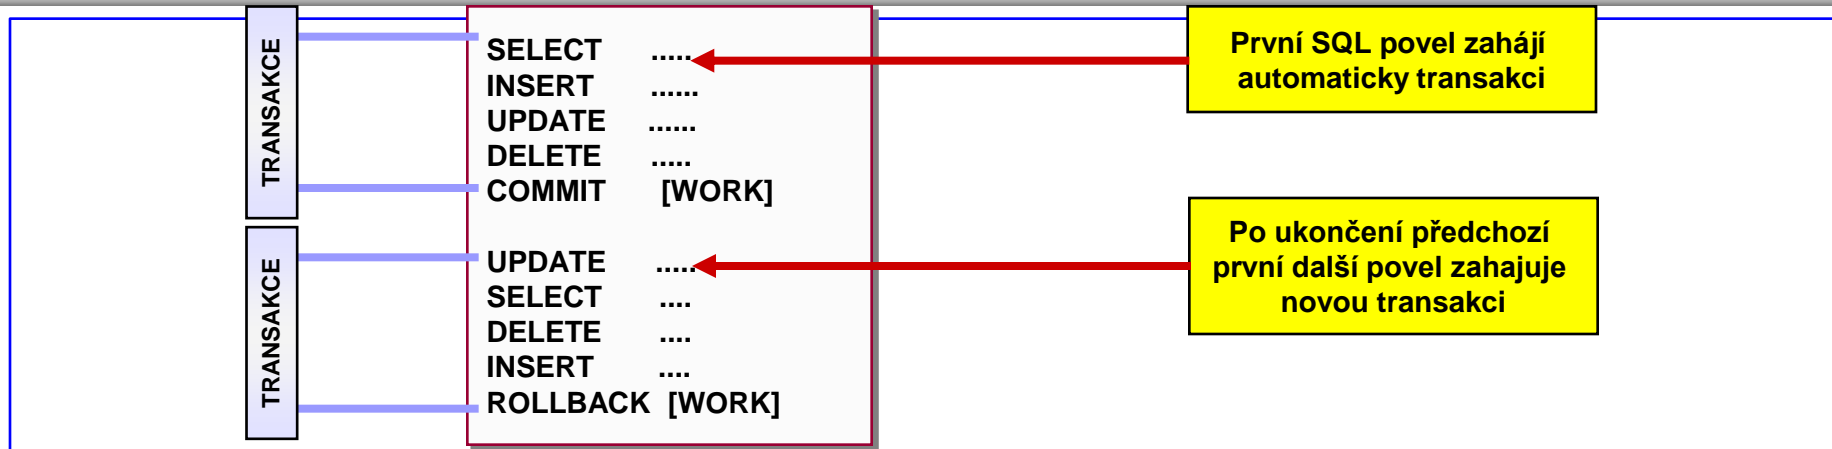 TRANSAKCE
SELECT .....
INSERT ......
UPDATE ......
DELETE .....
COMMIT [WORK]
První SQL povel zahájí
automaticky transakci
TRANSAKCE
UPDATE .....
SELECT ....
DELETE ....
INSERT ....
ROLLBACK [WORK]
Po ukončení předchozí
první další povel zahajuje
novou transakci